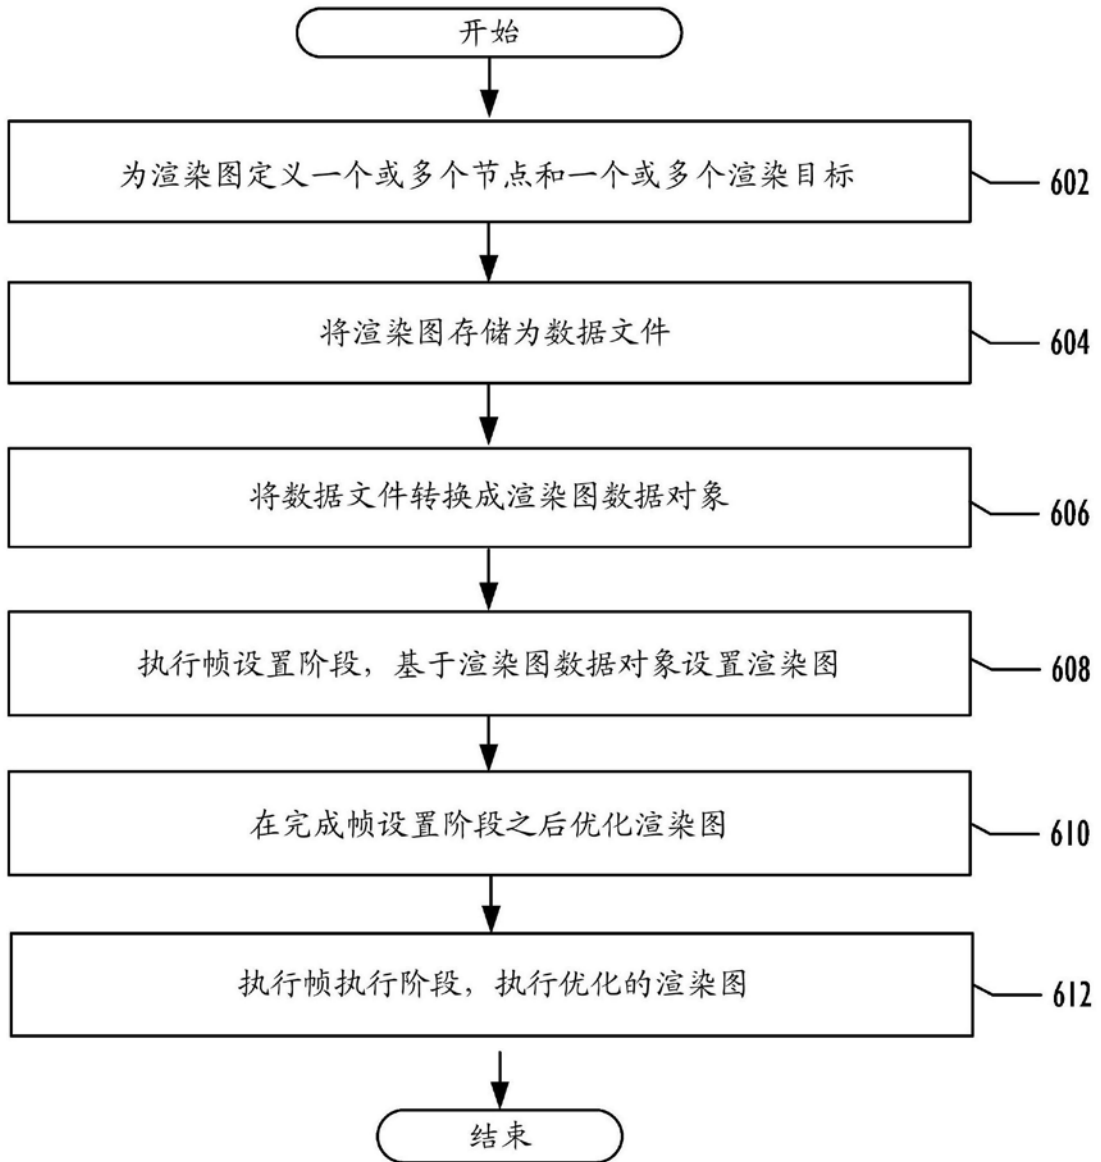 开始
为渲染图定义一个或多个节点和一个或多个渲染目标
602
将渲染图存储为数据文件
604
将数据文件转换成渲染图数据对象
606
执行帧设置阶段，基于渲染图数据对象设置渲染图
608
在完成帧设置阶段之后优化渲染图
610
执行帧执行阶段，执行优化的渲染图
612
结束